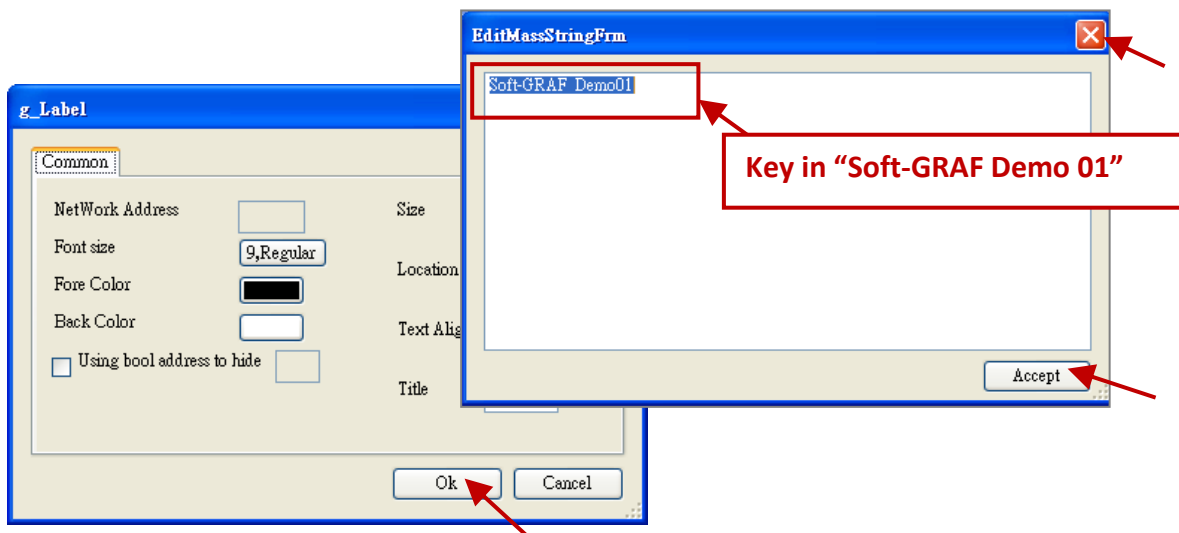 EditMassStringFrm
Soft-GRAF Demo01
Key in “Soft-GRAF Demo 01”
Accept
g_Label
Common
NetWork Address
Font size
9,Regular
Fore Color
Back Color
Using bool address to hide
Size
Location
Text Alig
Title
Ok
Cancel